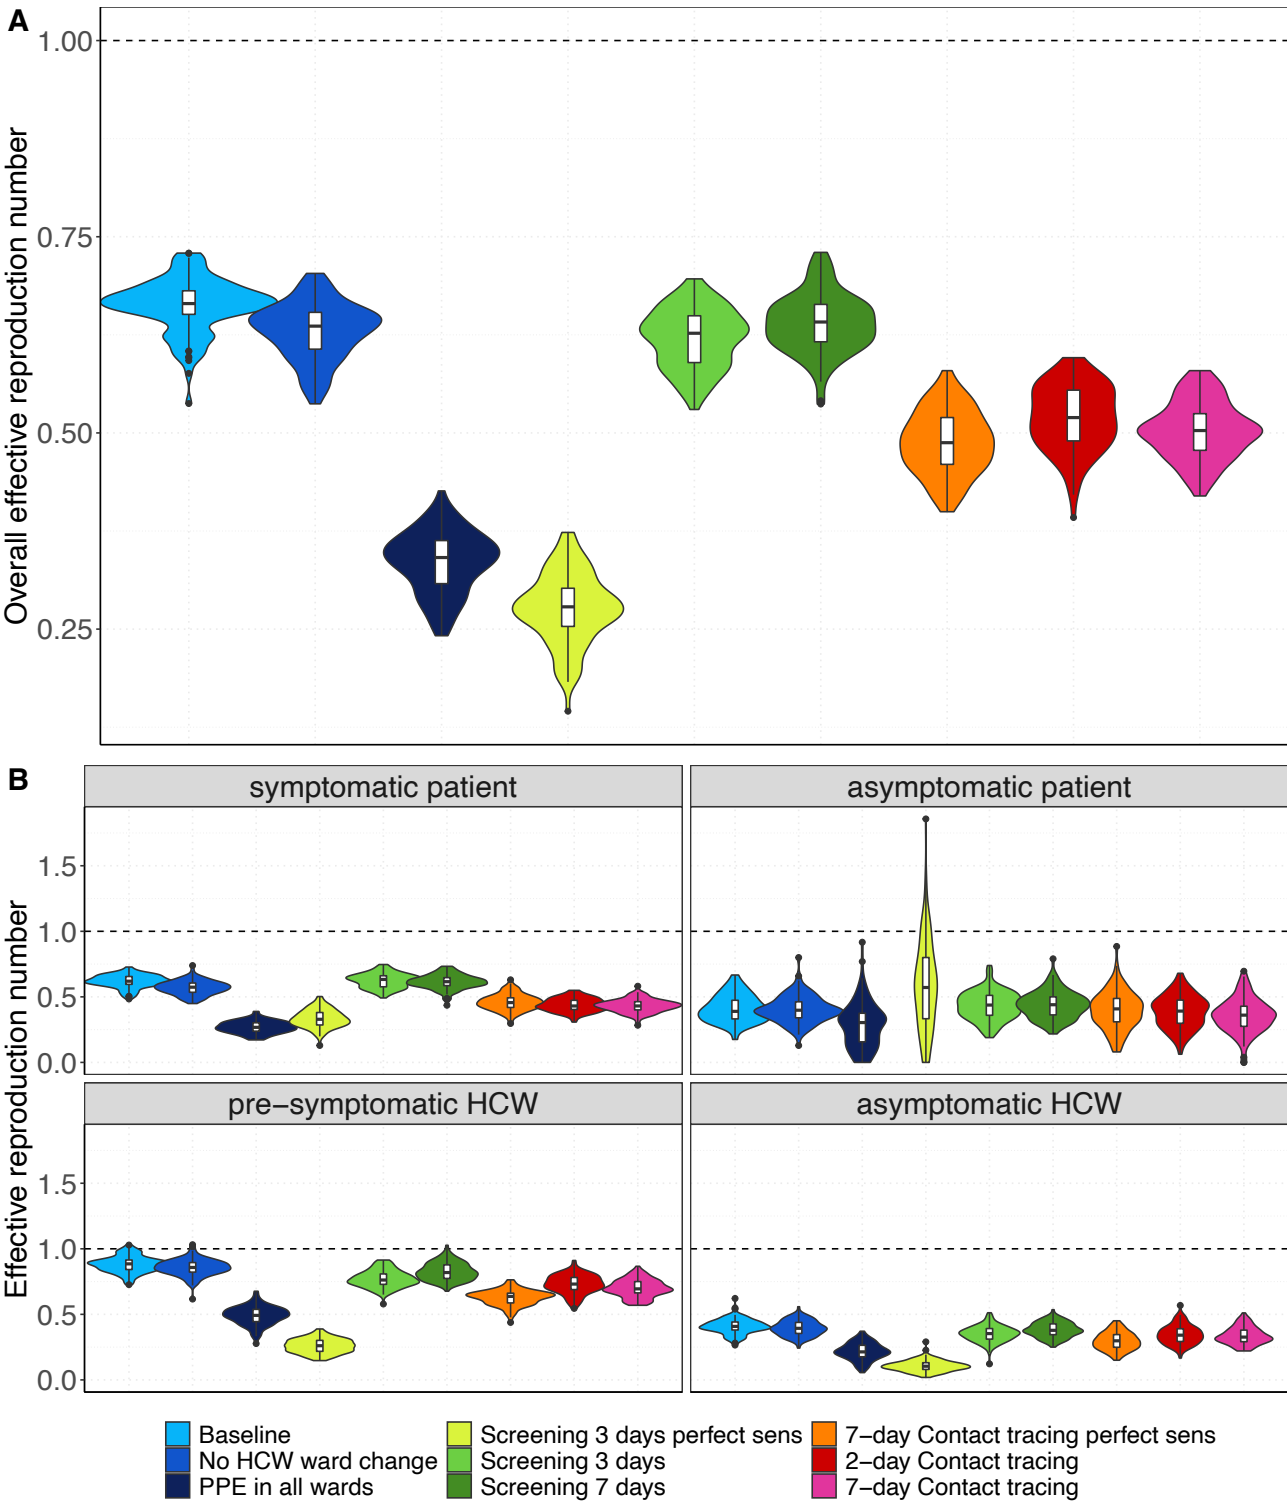 A
Overall effective reproduction number
1.00
0.75
0.50
0.25
B
Effective reproduction number
symptomatic patient
asymptomatic patient
1.5
1.0
0.5
0.0
pre−symptomatic HCW
asymptomatic HCW
1.5
1.0
0.5
0.0
Baseline
No HCW ward change
PPE in all wards
Screening 3 days perfect sens
Screening 3 days
Screening 7 days
7−day Contact tracing perfect sens
2−day Contact tracing
7−day Contact tracing